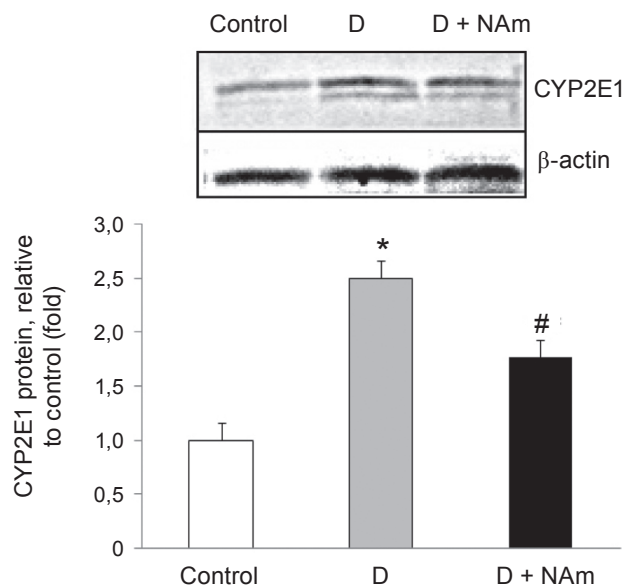 Control D D + NAm
CYP2E1
β-actin
CYP2E1 protein, relative
to control (fold)
3,0
2,5
2,0
1,5
1,0
0,5
0
*
#
Control D D + NAm